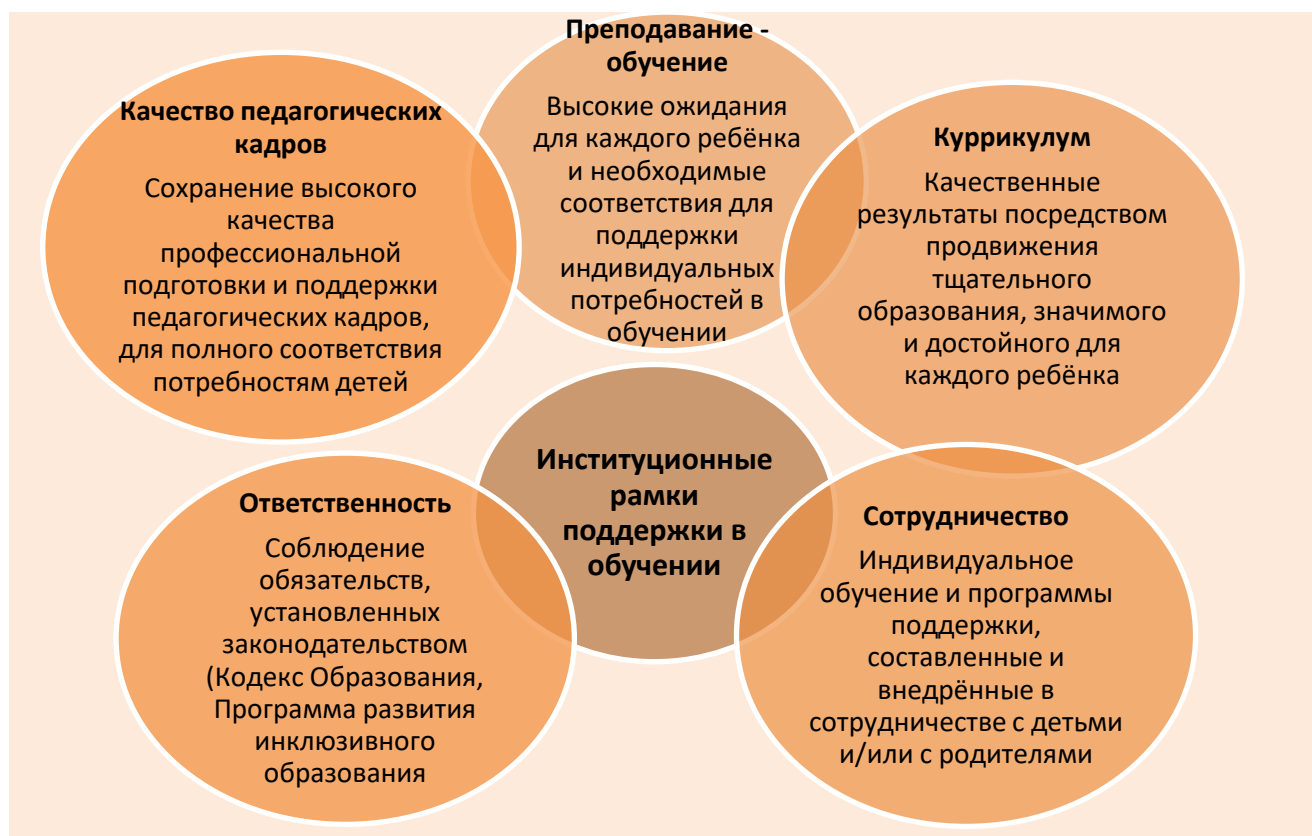 Преподавание -
обучение
Высокие ожидания
для каждого ребёнка
и необходимые
соответствия для
поддержки
индивидуальных
потребностей в
обучении
Качество педагогических
кадров
Сохранение высокого
качества
профессиональной
подготовки и поддержки
педагогических кадров,
для полного соответствия
потребностям детей
Куррикулум
Качественные
результаты посредством
продвижения
тщательного
образования, значимого
и достойного для
каждого ребёнка
Институционные
рамки
поддержки в
обучении
Ответственность
Соблюдение
обязательств,
установленных
законодательством
(Кодекс Образования,
Программа развития
инклюзивного
образования
Сотрудничество
Индивидуальное
обучение и программы
поддержки,
составленные и
внедрённые в
сотрудничестве с детьми
и/или с родителями